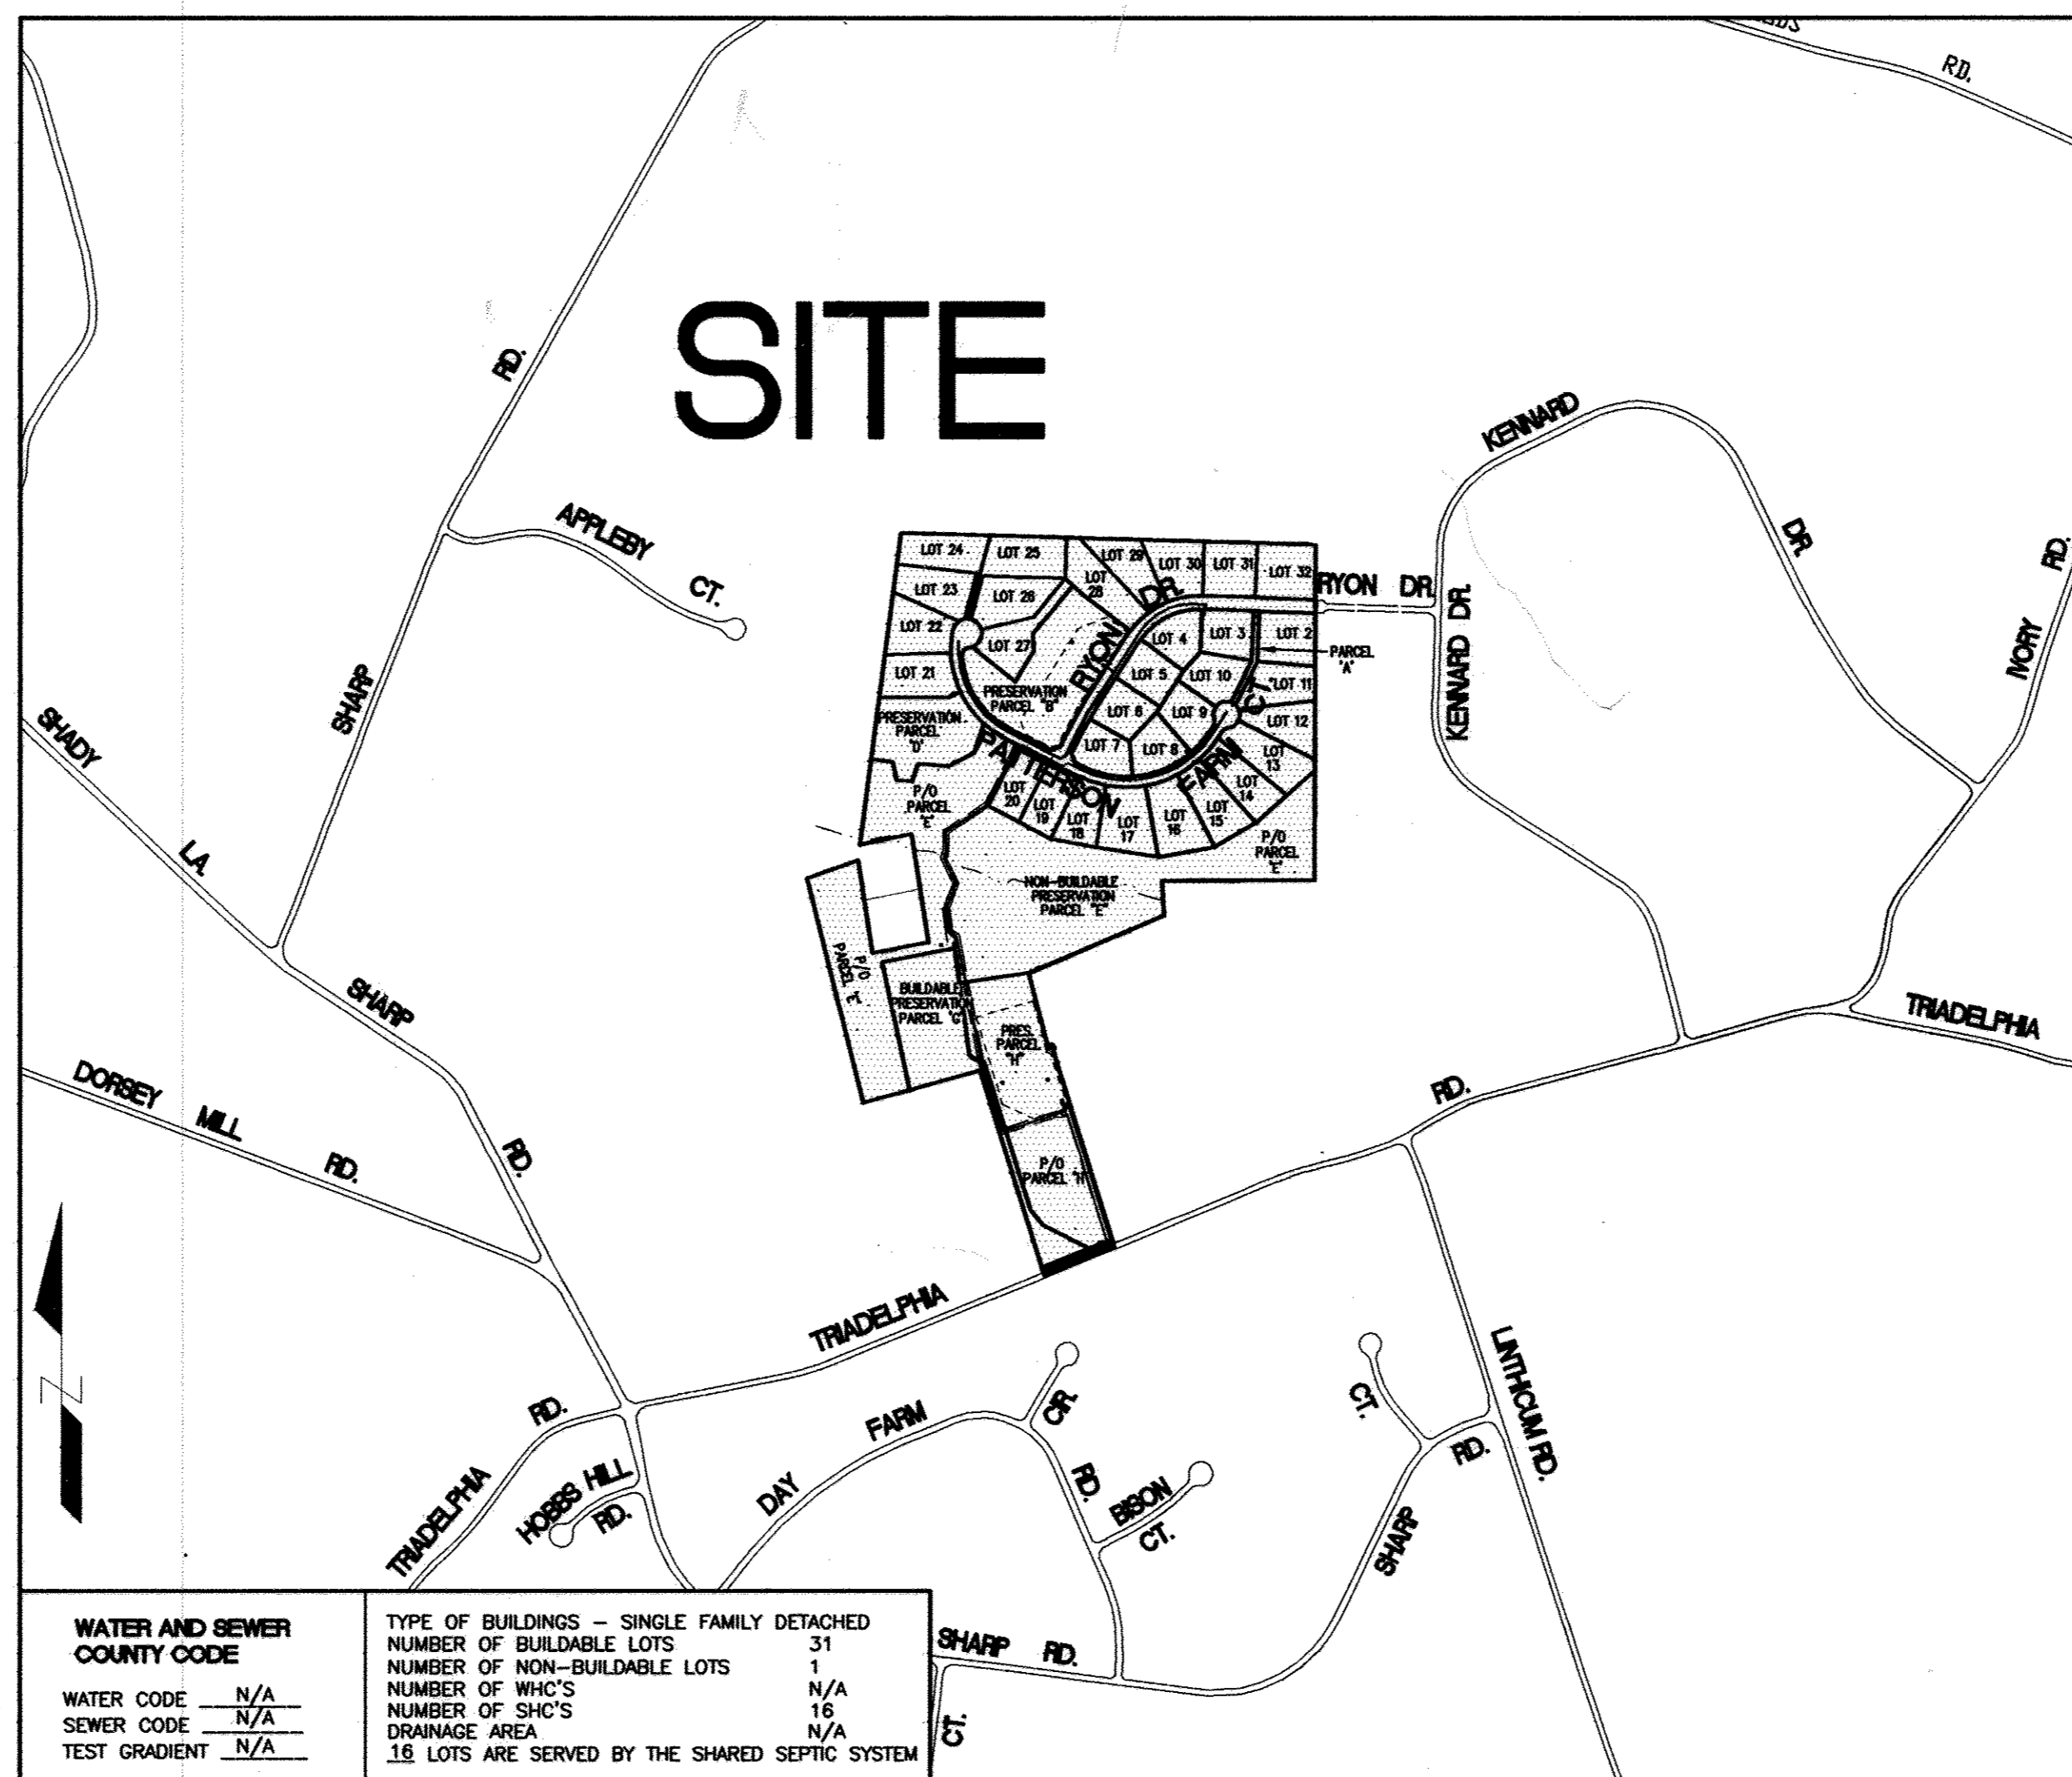 RD.
SITE
RD.
SHARP
APPLEBY
CT.
KENNARD
DR.
IVORY
RD.
KENNARD DR.
RYON DR.
LOT 24
LOT 25
LOT 29
LOT 30
LOT 31
LOT 32
LOT 23
LOT 26
LOT
28
DR.
LOT 22
LOT 27
RYON
LOT 4
LOT 3
LOT 2
PARCEL
'A'
LOT 21
LOT 5
LOT 10
LOT 11
CT.
PRESERVATION
PARCEL "B"
LOT 6
LOT 9
LOT 12
PRESERVATION
PARCEL
'D'
LOT 7
LOT 8
LOT
13
PATTERSON
FARM
LOT
14
LOT
15
LOT
16
LOT
17
LOT
18
LOT
19
LOT
20
P/O
PARCEL
'E'
P/O
PARCEL
'E'
NON-BUILDABLE
PRESERVATION
PARCEL "E"
P/O
PARCEL 'E'
BUILDABLE
PRESERVATION
PARCEL 'G'
PRES.
PARCEL
"H"
P/O
PARCEL 'H'
SHADY
LA.
SHARP
RD.
DORSEY
MILL
RD.
TRIADELPHIA
RD.
TRIADELPHIA
LINTHICUM RD.
TRIADELPHIA
RD.
HOBBS HILL
RD.
DAY
FARM
CIR.
RD.
BISON
CT.
CT.
RD.
SHARP
SHARP RD.
CT.
N
WATER AND SEWER
COUNTY CODE
WATER CODE N/A
SEWER CODE N/A
TEST GRADIENT N/A
TYPE OF BUILDINGS – SINGLE FAMILY DETACHED
NUMBER OF BUILDABLE LOTS 31
NUMBER OF NON-BUILDABLE LOTS 1
NUMBER OF WHC'S N/A
NUMBER OF SHC'S 16
DRAINAGE AREA N/A
16 LOTS ARE SERVED BY THE SHARED SEPTIC SYSTEM